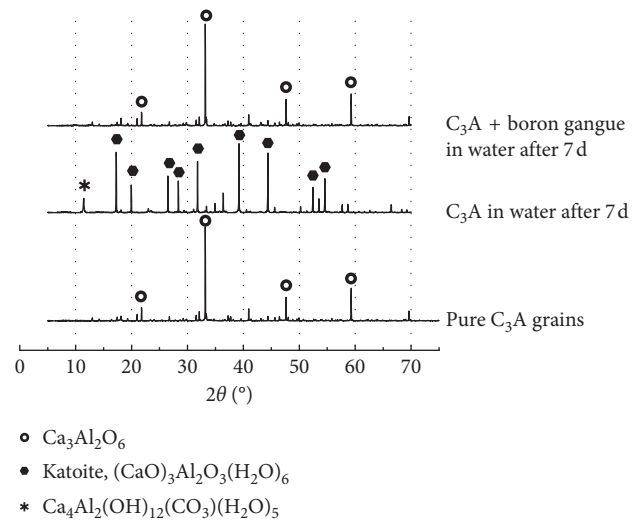 C₃A + boron gangue
in water after 7 d
C₃A in water after 7 d
Pure C₃A grains
0 10 20 30 40 50 60 70
2θ (°)
Ca₃Al₂O₆
Katoite, (CaO)₃Al₂O₃(H₂O)₆
Ca₄Al₂(OH)₁₂(CO₃)(H₂O)₅